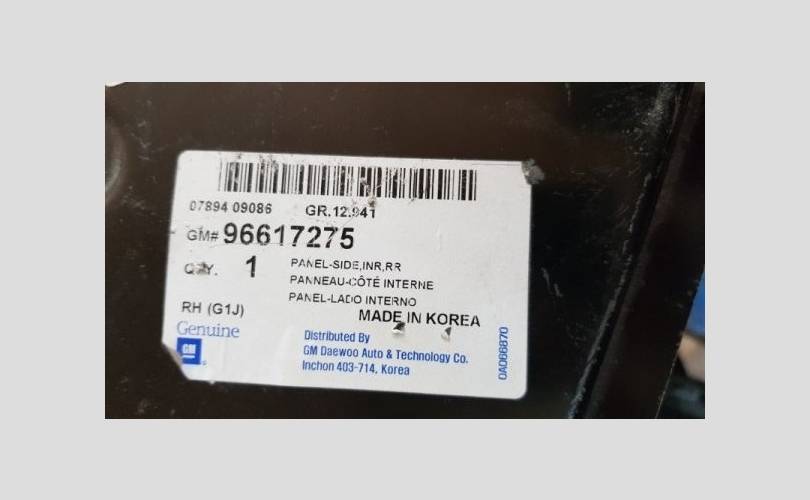 07894 09086 GR.12.941
GM# 96617275
QTY. 1 PANEL-SIDE,INR,RR
PANNEAU-CÔTÉ INTERNE
PANEL-LADO INTERNO
RH (G1J) MADE IN KOREA
Genuine
GM
Distributed By
GM Daewoo Auto & Technology Co.
Inchon 403-714, Korea
0A066870